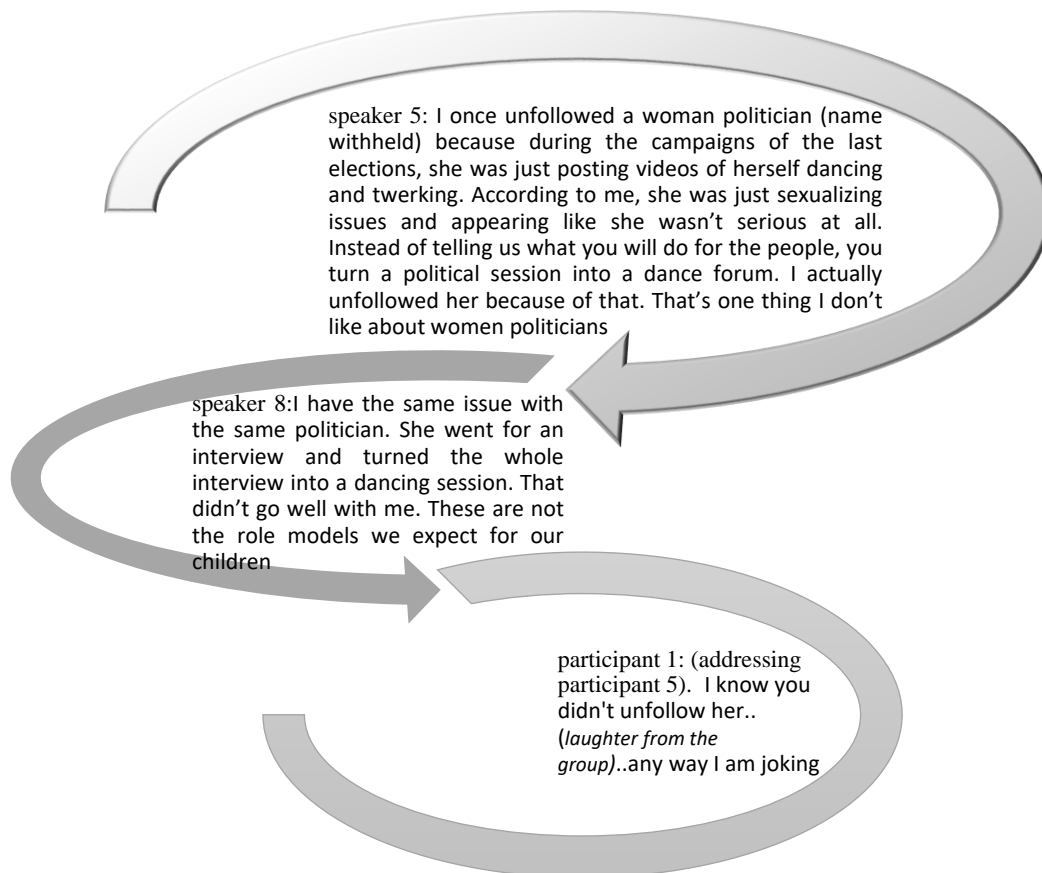 speaker 5: I once unfollowed a woman politician (name
withheld) because during the campaigns of the last
elections, she was just posting videos of herself dancing
and twerking. According to me, she was just sexualizing
issues and appearing like she wasn’t serious at all.
Instead of telling us what you will do for the people, you
turn a political session into a dance forum. I actually
unfollowed her because of that. That’s one thing I don’t
like about women politicians
speaker 8:I have the same issue with
the same politician. She went for an
interview and turned the whole
interview into a dancing session. That
didn’t go well with me. These are not
the role models we expect for our
children
participant 1: (addressing
participant 5). I know you
didn't unfollow her..
(laughter from the
group)..any way I am joking